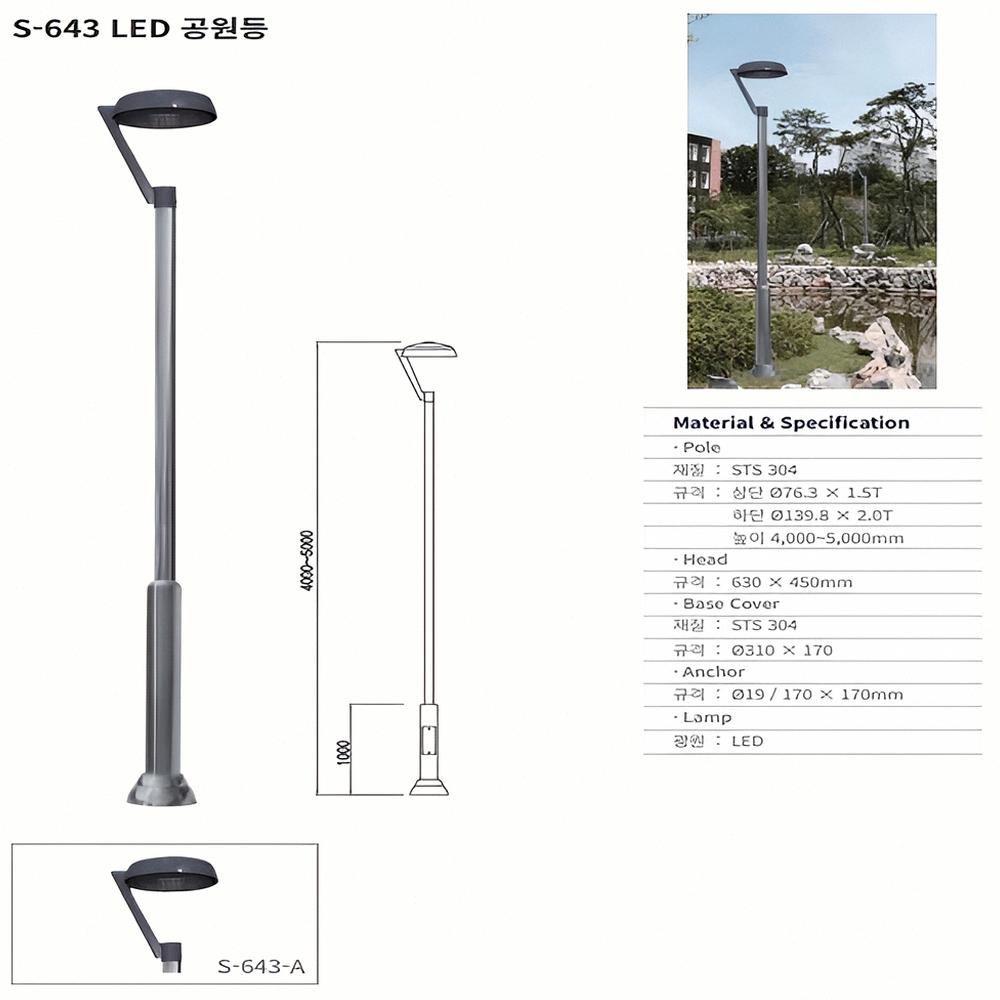 S-643 LED 공원등
4000~5000
1000
S-643-A
Material & Specification
· Pole
재질 : STS 304
규격 : 상단 Ø76.3 × 1.5T
하단 Ø139.8 × 2.0T
높이 4,000~5,000mm
· Head
규격 : 630 × 450mm
· Base Cover
재질 : STS 304
규격 : Ø310 × 170
· Anchor
규격 : Ø19 / 170 × 170mm
· Lamp
광원 : LED